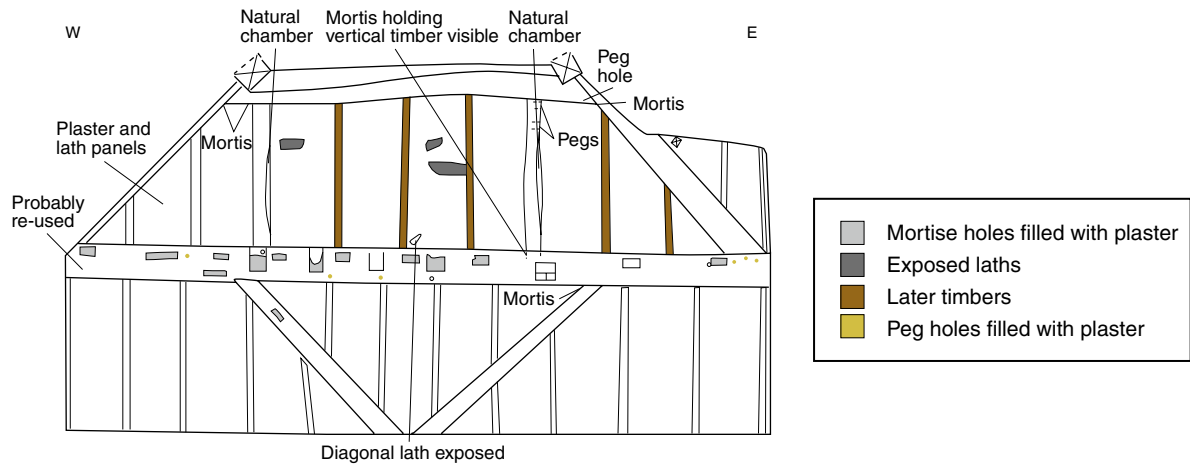 W
Natural
chamber
Mortis holding
vertical timber visible
Natural
chamber
E
Peg
hole
Mortis
Plaster and
lath panels
Mortis
Pegs
Probably
re-used
Mortis
Diagonal lath exposed
Mortise holes filled with plaster
Exposed laths
Later timbers
Peg holes filled with plaster